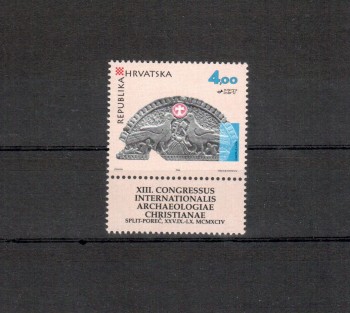 REPUBLIKA HRVATSKA
4,00
XIII. CONGRESSUS
INTERNATIONALIS
ARCHAEOLOGIAE
CHRISTIANAE
SPLIT-POREČ, XXV.IX.-I.X. MCMXCIV